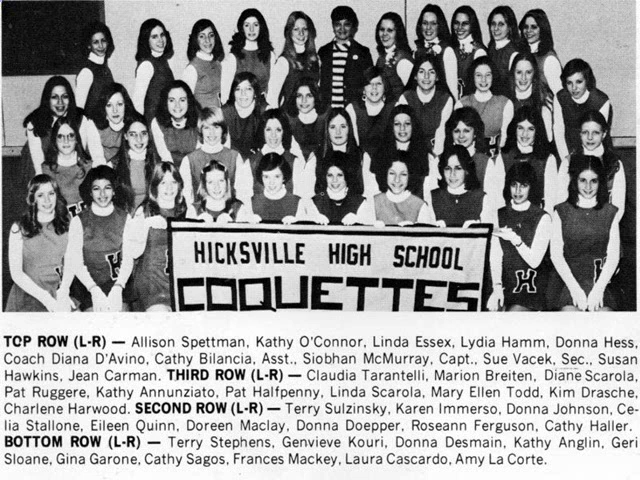 H
H
HICKSVILLE HIGH SCHOOL
COQUETTES
H
H
TOP ROW (L-R) — Allison Spettman, Kathy O'Connor, Linda Essex, Lydia Hamm, Donna Hess,
Coach Diana D'Avino, Cathy Bilancia, Asst., Siobhan McMurray, Capt., Sue Vacek, Sec., Susan
Hawkins, Jean Carman. THIRD ROW (L-R) — Claudia Tarantelli, Marion Breiten, Diane Scarola,
Pat Ruggere, Kathy Annunziato, Pat Halfpenny, Linda Scarola, Mary Ellen Todd, Kim Drasche,
Charlene Harwood. SECOND ROW (L-R) — Terry Sulzinsky, Karen Immerso, Donna Johnson, Ce-
lia Stallone, Eileen Quinn, Doreen Maclay, Donna Doepper, Roseann Ferguson, Cathy Haller.
BOTTOM ROW (L-R) — Terry Stephens, Genvieve Kouri, Donna Desmain, Kathy Anglin, Geri
Sloane, Gina Garone, Cathy Sagos, Frances Mackey, Laura Cascardo, Amy La Corte.